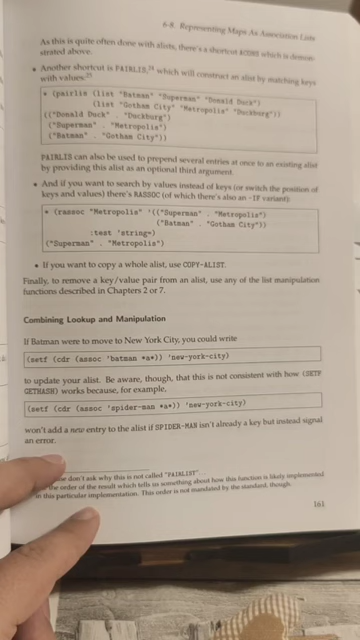 6-8. Representing Maps As Association Lists
As this is quite often done with alists, there's a shortcut ACONS which is demon-
strated above.
• Another shortcut is PAIRLIS,24 which will construct an alist by matching keys
with values:25
* (pairlis (list "Batman" "Superman" "Donald Duck")
(list "Gotham City" "Metropolis" "Duckburg"))
(("Donald Duck" . "Duckburg")
("Superman" . "Metropolis")
("Batman" . "Gotham City"))
PAIRLIS can also be used to prepend several entries at once to an existing alist
by providing this alist as an optional third argument.
• And if you want to search by values instead of keys (or switch the position of
keys and values) there's RASSOC (of which there's also an -IF variant):
* (rassoc "Metropolis" '(("Superman" . "Metropolis")
("Batman" . "Gotham City"))
:test 'string=)
("Superman" . "Metropolis")
• If you want to copy a whole alist, use COPY-ALIST.
Finally, to remove a key/value pair from an alist, use any of the list manipulation
functions described in Chapters 2 or 7.
Combining Lookup and Manipulation
If Batman were to move to New York City, you could write
(setf (cdr (assoc 'batman *a*)) 'new-york-city)
to update your alist. Be aware, though, that this is not consistent with how (SETF
GETHASH) works because, for example,
(setf (cdr (assoc 'spider-man *a*)) 'new-york-city)
won't add a new entry to the alist if SPIDER-MAN isn't already a key but instead signal
an error.
don't ask why this is not called "PAIRLIST".
the order of the result which tells us something about how this function is likely implemented
in this particular implementation. This order is not mandated by the standard, though.
161